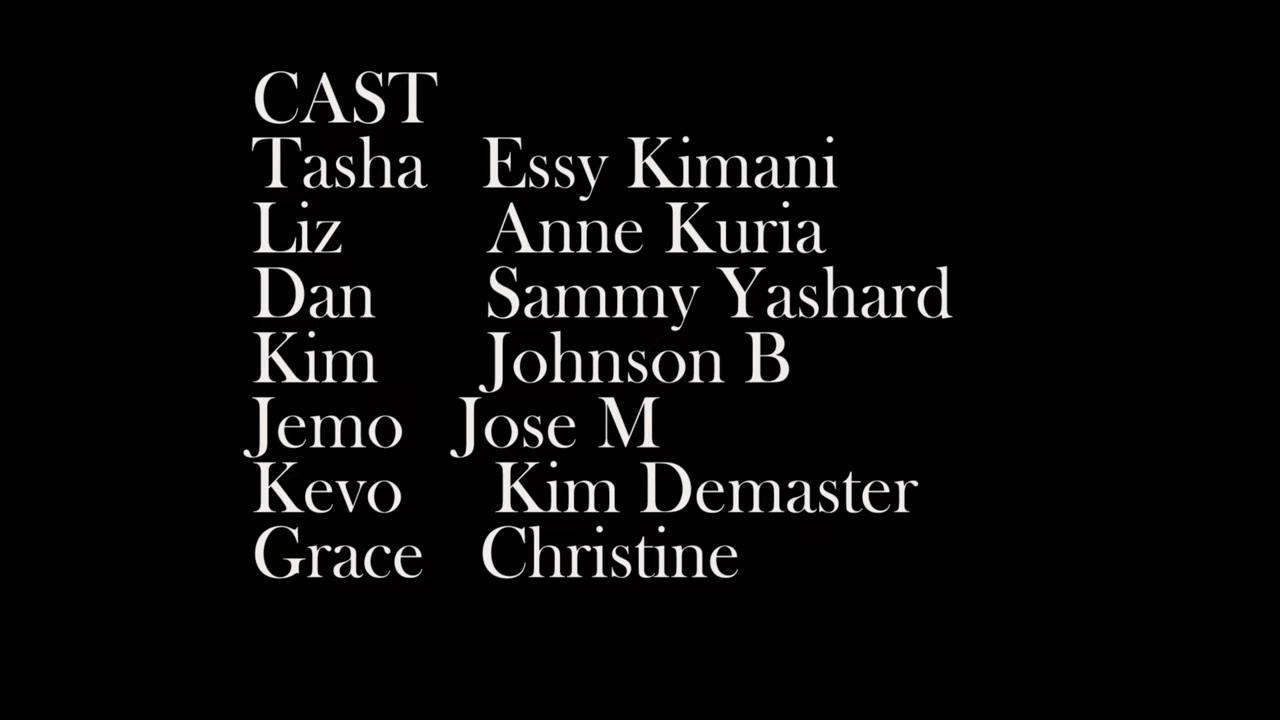 CAST
Tasha Essy Kimani
Liz Anne Kuria
Dan Sammy Yashard
Kim Johnson B
Jemo Jose M
Kevo Kim Demaster
Grace Christine